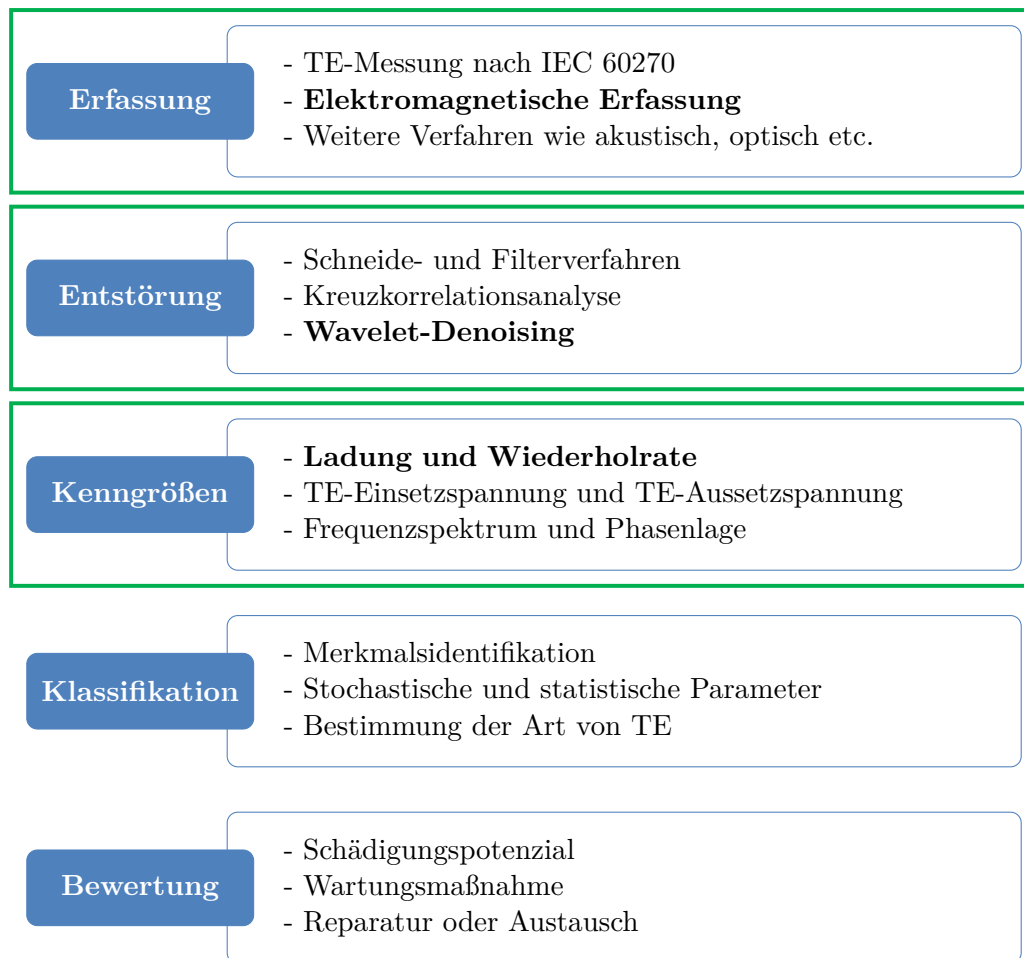 Erfassung
- TE-Messung nach IEC 60270
- Elektromagnetische Erfassung
- Weitere Verfahren wie akustisch, optisch etc.
Entstörung
- Schneide- und Filterverfahren
- Kreuzkorrelationsanalyse
- Wavelet-Denoising
Kenngrößen
- Ladung und Wiederholrate
- TE-Einsetzspannung und TE-Aussetzspannung
- Frequenzspektrum und Phasenlage
Klassifikation
- Merkmalsidentifikation
- Stochastische und statistische Parameter
- Bestimmung der Art von TE
Bewertung
- Schädigungspotenzial
- Wartungsmaßnahme
- Reparatur oder Austausch